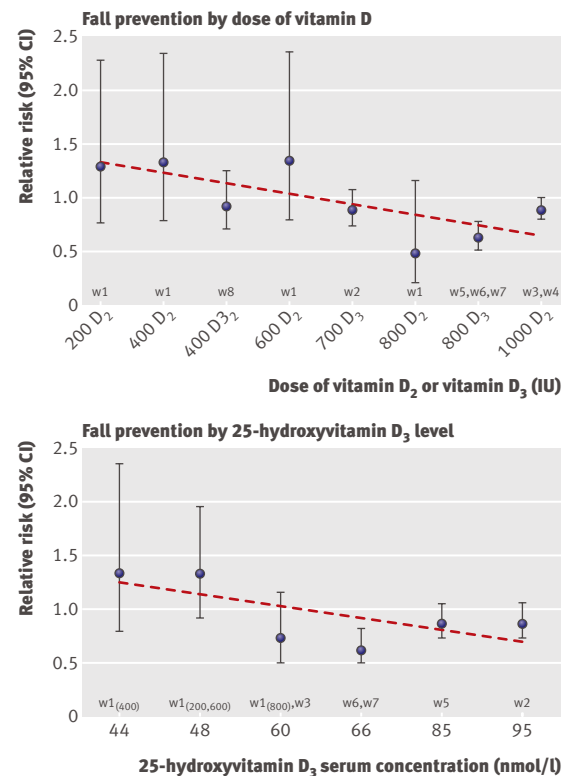 Fall prevention by dose of vitamin D
Relative risk (95% CI)
2.5
2.0
1.5
1.0
0.5
0
w1 w1 w8 w1 w2 w1 w5,w6,w7 w3,w4
200 D₂ 400 D₂ 400 D3₂ 600 D₂ 700 D₃ 800 D₂ 800 D₃ 1000 D₂
Dose of vitamin D₂ or vitamin D₃ (IU)
Fall prevention by 25-hydroxyvitamin D₃ level
Relative risk (95% CI)
2.5
2.0
1.5
1.0
0.5
0
w1₍₄₀₀₎ w1₍₂₀₀,₆₀₀₎ w1₍₈₀₀₎,w3 w6, w7 w5 w2
44 48 60 66 85 95
25-hydroxyvitamin D₃ serum concentration (nmol/l)